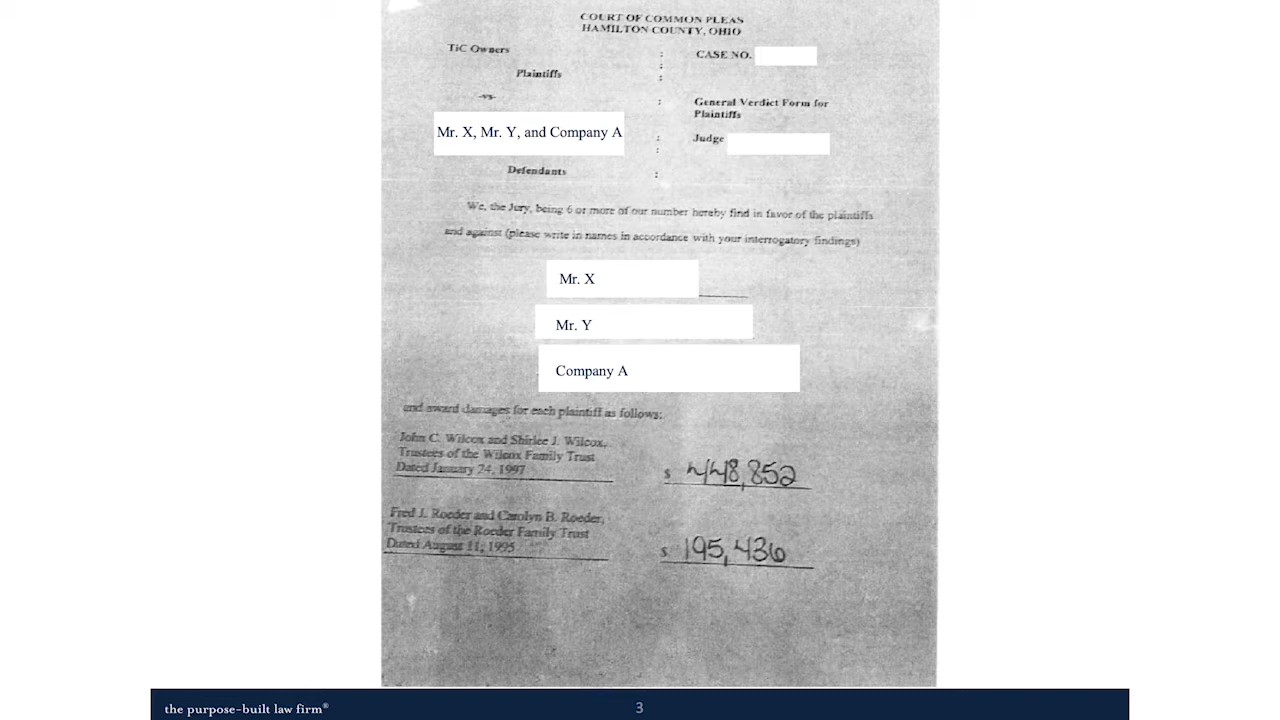 COURT OF COMMON PLEAS
HAMILTON COUNTY, OHIO
TiC Owners : CASE NO.
:
Plaintiffs :
-vs- : General Verdict Form for
Plaintiffs
Mr. X, Mr. Y, and Company A : Judge
:
Defendants :
We, the Jury, being 6 or more of our number hereby find in favor of the plaintiffs
and against (please write in names in accordance with your interrogatory findings)
Mr. X
Mr. Y
Company A
and award damages for each plaintiff as follows:
John C. Wilcox and Shirlee J. Wilcox,
Trustees of the Wilcox Family Trust
Dated January 24, 1997 $ 448,852
Fred J. Roeder and Carolyn B. Roeder,
Trustees of the Roeder Family Trust
Dated August 11, 1995 $ 195,436
the purpose-built law firm®
3